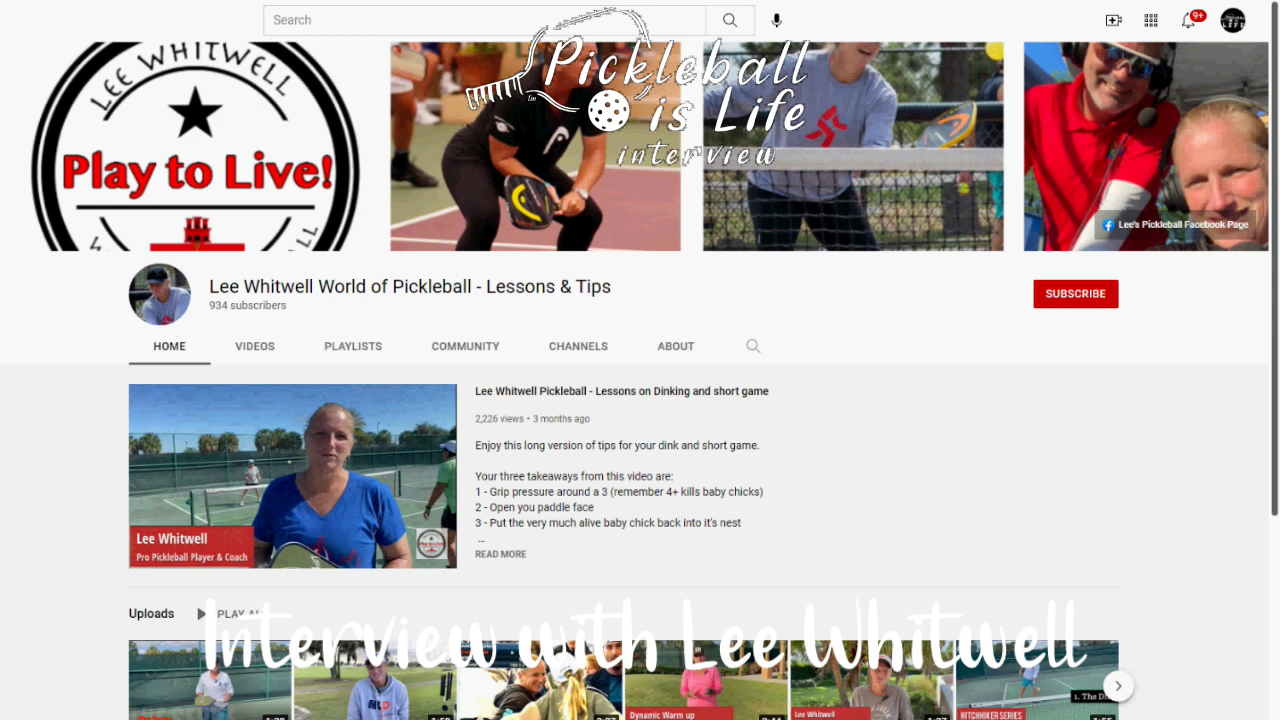 Search
9+
LEE WHITWELL
Play to Live!
Pickleball
is Life
interview
™
Lee's Pickleball Facebook Page
Lee Whitwell World of Pickleball - Lessons & Tips
934 subscribers
SUBSCRIBE
HOME VIDEOS PLAYLISTS COMMUNITY CHANNELS ABOUT
Lee Whitwell Pickleball - Lessons on Dinking and short game
2,226 views • 3 months ago
Enjoy this long version of tips for your dink and short game.
Your three takeaways from this video are:
1 - Grip pressure around a 3 (remember 4+ kills baby chicks)
2 - Open you paddle face
3 - Put the very much alive baby chick back into it's nest
...
READ MORE
Lee Whitwell
Pro Pickleball Player & Coach
Uploads
Interview with Lee Whitwell
1. The Di
Dynamic Warm up
Lee Whitwell
HITCHHIKER SERIES